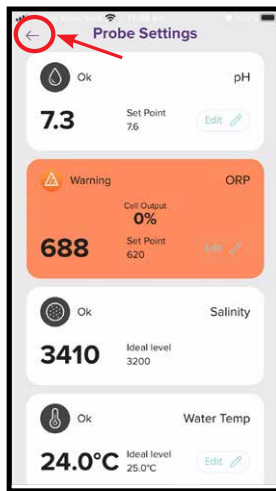 Probe Settings
Ok
pH
7.3
Set Point
7.6
Edit
Warning
ORP
Cell Output
0%
688
Set Point
620
Edit
Ok
Salinity
3410
Ideal level
3200
Ok
Water Temp
24.0°C
Ideal level
25.0°C
Edit